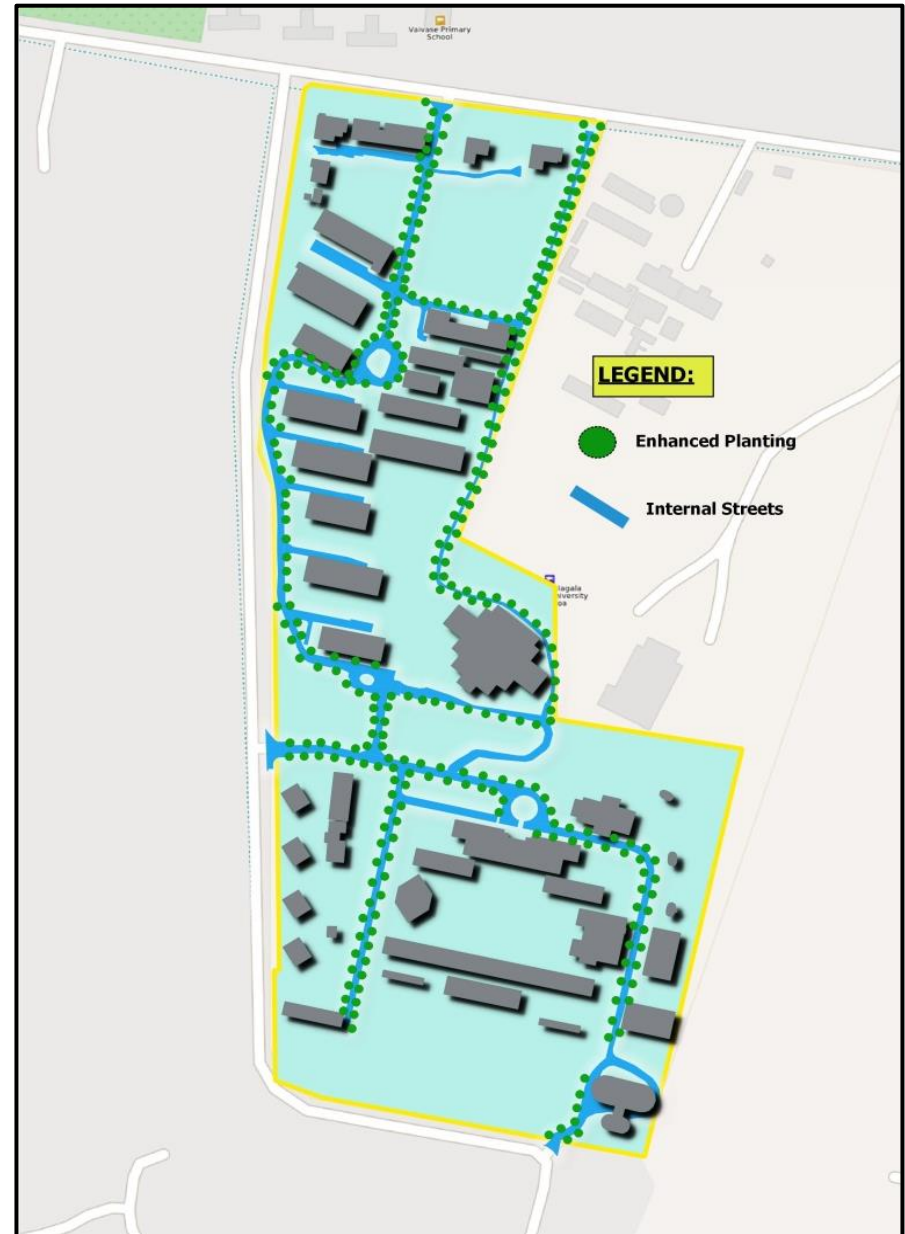 Vaivase Primary
School
LEGEND:
Enhanced Planting
Internal Streets